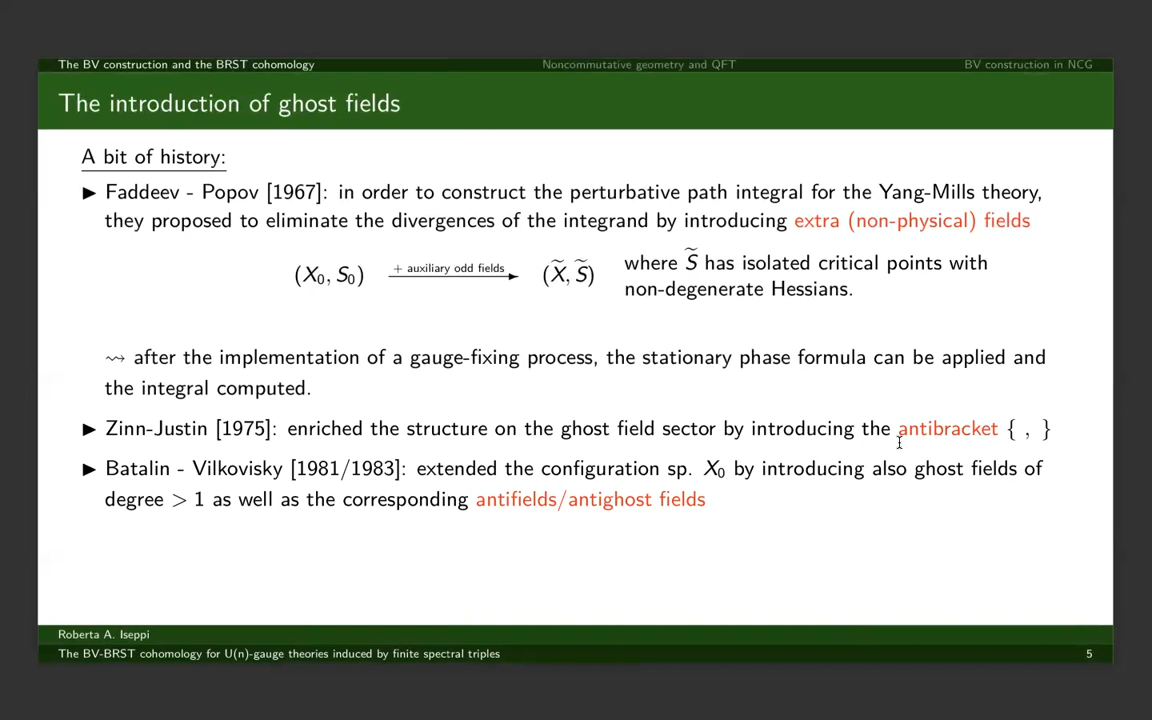 The BV construction and the BRST cohomology Noncommutative geometry and QFT BV construction in NCG
The introduction of ghost fields
A bit of history:
▶ Faddeev - Popov [1967]: in order to construct the perturbative path integral for the Yang-Mills theory,
they proposed to eliminate the divergences of the integrand by introducing extra (non-physical) fields
(X₀, S₀) + auxiliary odd fields (X̃, S̃) where S̃ has isolated critical points with
non-degenerate Hessians.
⇝ after the implementation of a gauge-fixing process, the stationary phase formula can be applied and
the integral computed.
▶ Zinn-Justin [1975]: enriched the structure on the ghost field sector by introducing the antibracket { , }
▶ Batalin - Vilkovisky [1981/1983]: extended the configuration sp. X₀ by introducing also ghost fields of
degree > 1 as well as the corresponding antifields/antighost fields
Roberta A. Iseppi
The BV-BRST cohomology for U(n)-gauge theories induced by finite spectral triples 5